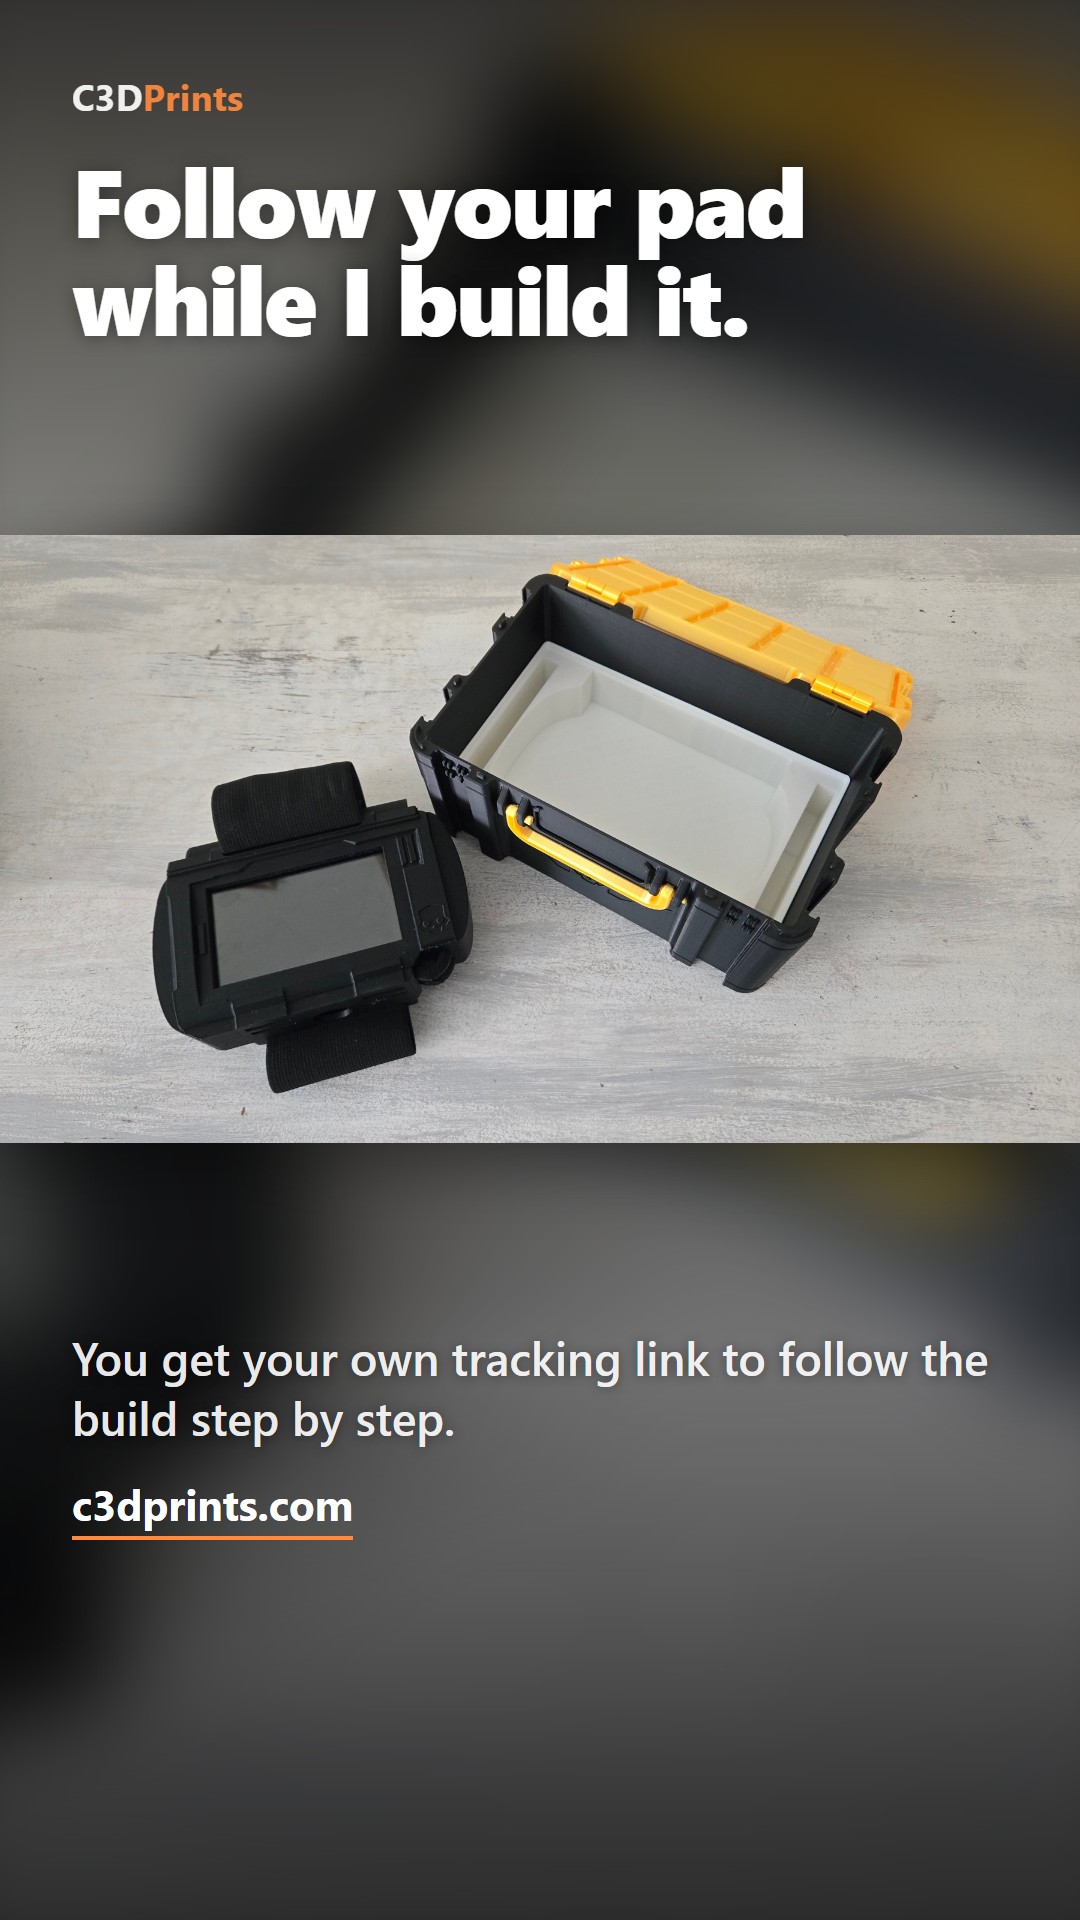 C3DPrints
Follow your pad
while I build it.
You get your own tracking link to follow the
build step by step.
c3dprints.com